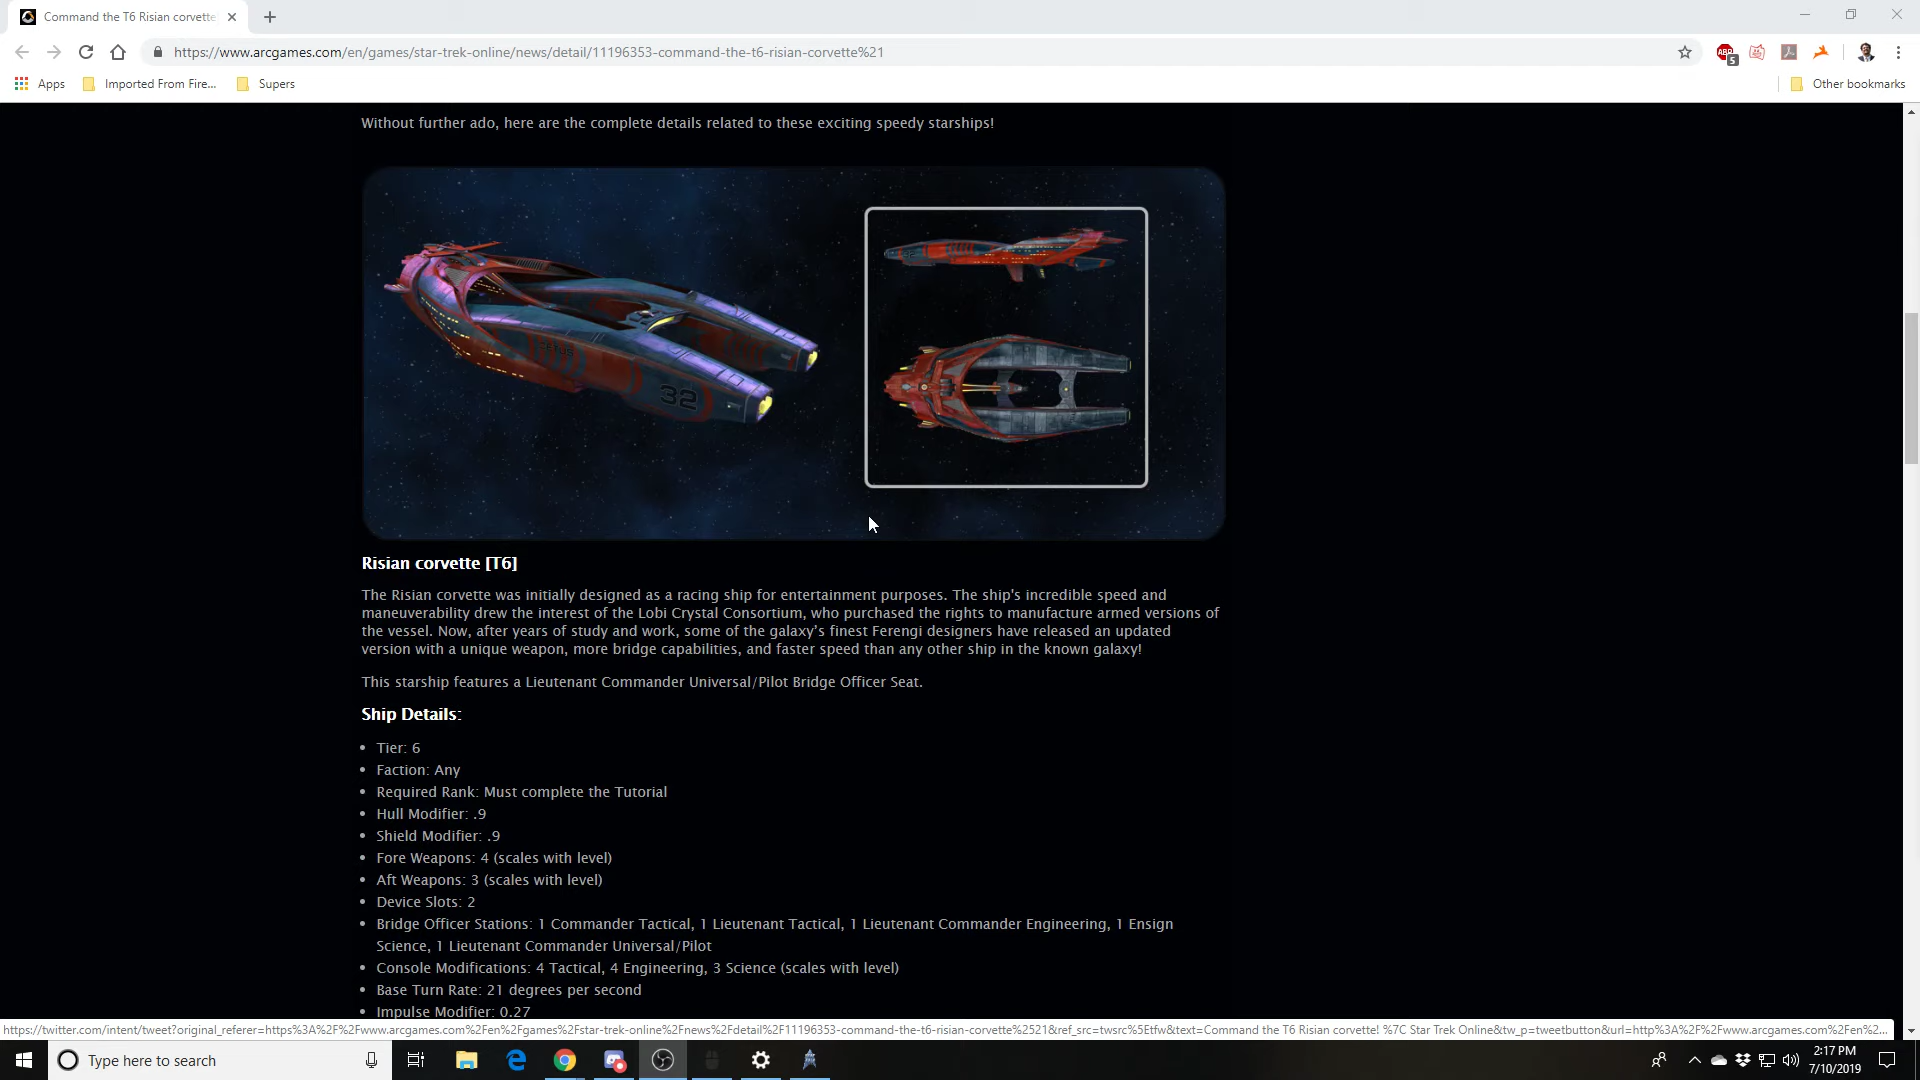 Command the T6 Risian corvette
https://www.arcgames.com/en/games/star-trek-online/news/detail/11196353-command-the-t6-risian-corvette%21
ABP
5
Apps
Imported From Fire...
Supers
Other bookmarks
Without further ado, here are the complete details related to these exciting speedy starships!
32
Risian corvette [T6]
The Risian corvette was initially designed as a racing ship for entertainment purposes. The ship's incredible speed and
maneuverability drew the interest of the Lobi Crystal Consortium, who purchased the rights to manufacture armed versions of
the vessel. Now, after years of study and work, some of the galaxy’s finest Ferengi designers have released an updated
version with a unique weapon, more bridge capabilities, and faster speed than any other ship in the known galaxy!
This starship features a Lieutenant Commander Universal/Pilot Bridge Officer Seat.
Ship Details:
• Tier: 6
• Faction: Any
• Required Rank: Must complete the Tutorial
• Hull Modifier: .9
• Shield Modifier: .9
• Fore Weapons: 4 (scales with level)
• Aft Weapons: 3 (scales with level)
• Device Slots: 2
• Bridge Officer Stations: 1 Commander Tactical, 1 Lieutenant Tactical, 1 Lieutenant Commander Engineering, 1 Ensign
Science, 1 Lieutenant Commander Universal/Pilot
• Console Modifications: 4 Tactical, 4 Engineering, 3 Science (scales with level)
• Base Turn Rate: 21 degrees per second
• Impulse Modifier: 0.27
https://twitter.com/intent/tweet?original_referer=https%3A%2F%2Fwww.arcgames.com%2Fen%2Fgames%2Fstar-trek-online%2Fnews%2Fdetail%2F11196353-command-the-t6-risian-corvette%2521&ref_src=twsrc%5Etfw&text=Command the T6 Risian corvette! %7C Star Trek Online&tw_p=tweetbutton&url=http%3A%2F%2Fwww.arcgames.com%2Fen%2F...
Type here to search
2:17 PM
7/10/2019